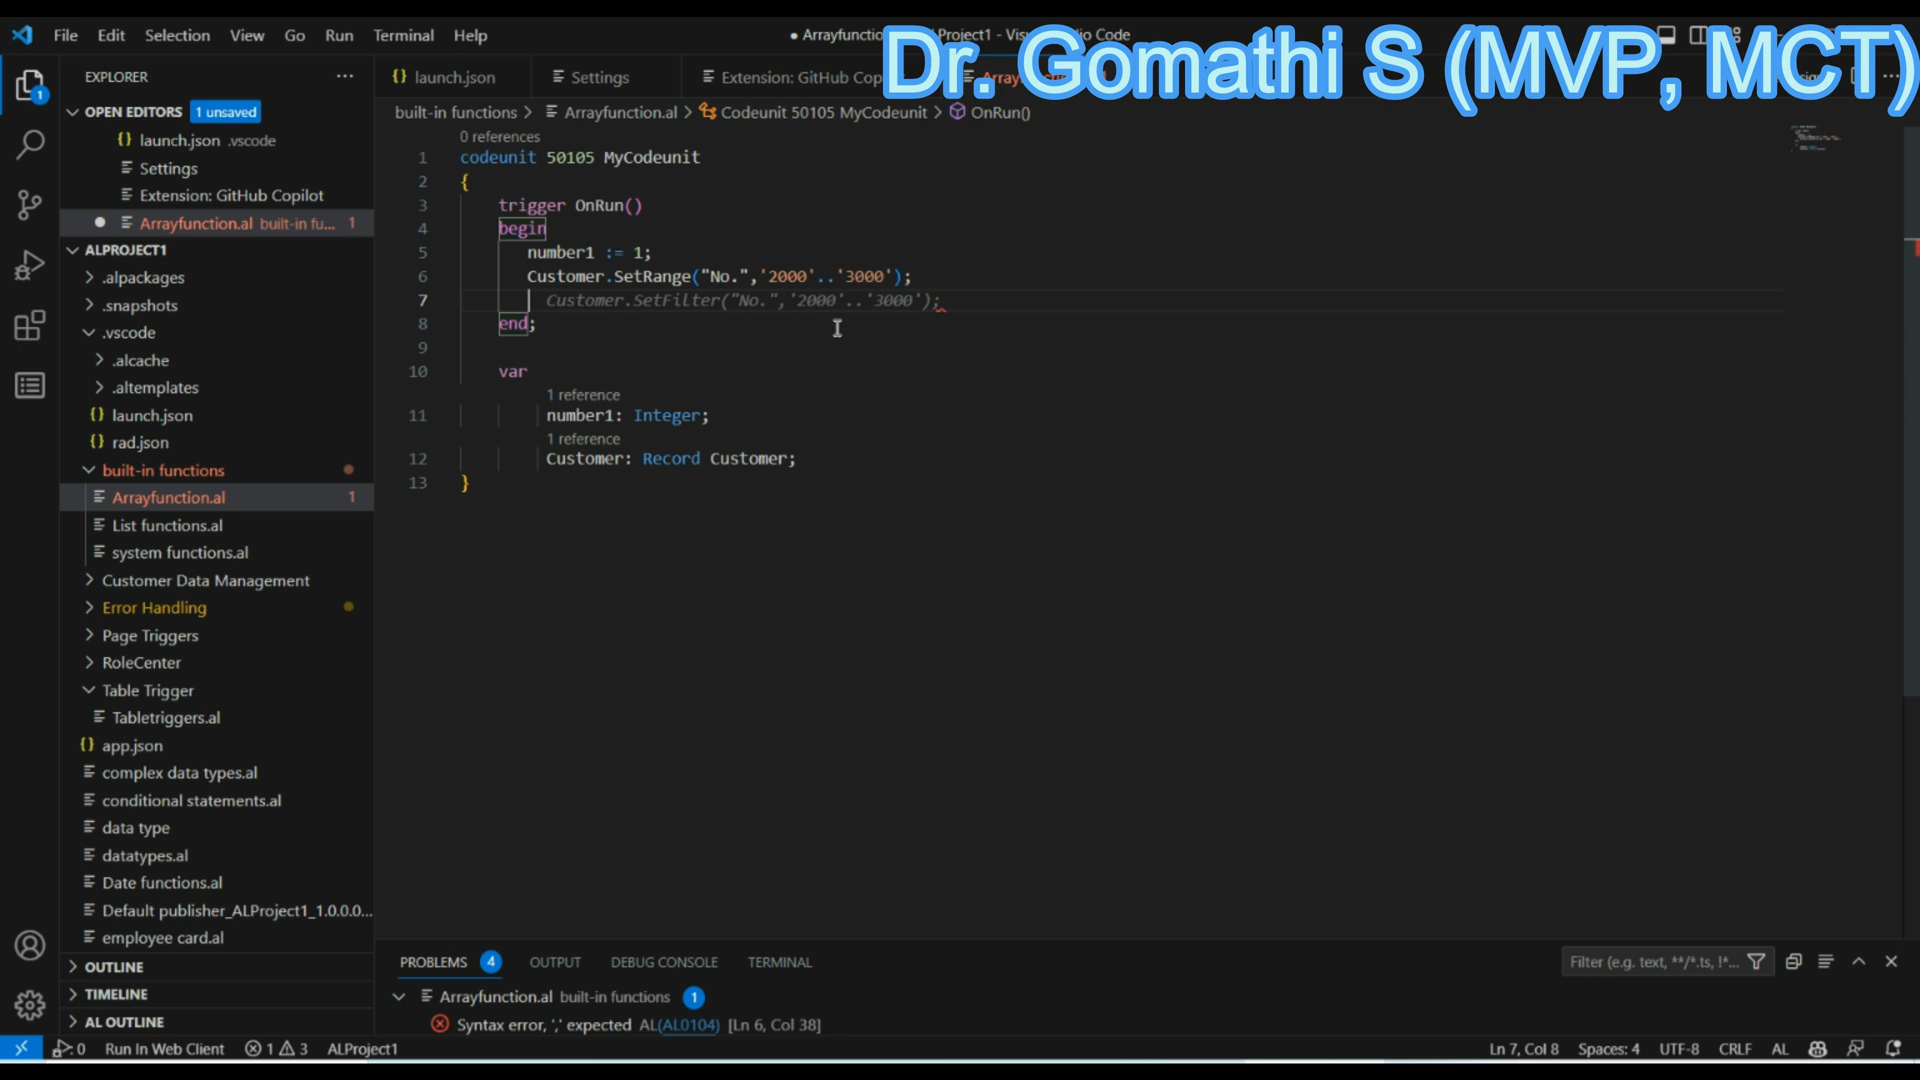 File Edit Selection View Go Run Terminal Help
Dr. Gomathi S (MVP, MCT)
EXPLORER
OPEN EDITORS 1 unsaved
launch.json .vscode
Settings
Extension: GitHub Copilot
Arrayfunction.al built-in fu... 1
ALPROJECT1
.alpackages
.snapshots
.vscode
.alcache
.altemplates
launch.json
rad.json
built-in functions
Arrayfunction.al 1
List functions.al
system functions.al
Customer Data Management
Error Handling
Page Triggers
RoleCenter
Table Trigger
Tabletriggers.al
app.json
complex data types.al
conditional statements.al
data type
datatypes.al
Date functions.al
Default publisher_ALProject1_1.0.0.0...
employee card.al
OUTLINE
TIMELINE
AL OUTLINE
launch.json Settings Extension: GitHub
built-in functions > Arrayfunction.al > Codeunit 50105 MyCodeunit > OnRun()
0 references
1 codeunit 50105 MyCodeunit
2 {
3 trigger OnRun()
4 begin
5 number1 := 1;
6 Customer.SetRange("No.",'2000'..'3000');
7 Customer.SetFilter("No.",'2000'..'3000');
8 end;
9
10 var
1 reference
11 number1: Integer;
1 reference
12 Customer: Record Customer;
13 }
PROBLEMS 4 OUTPUT DEBUG CONSOLE TERMINAL
Filter (e.g. text, **/*.ts, !*...
Arrayfunction.al built-in functions 1
Syntax error, ',' expected AL(AL0104) [Ln 6, Col 38]
0 Run In Web Client 1 3 ALProject1
Ln 7, Col 8 Spaces: 4 UTF-8 CRLF AL